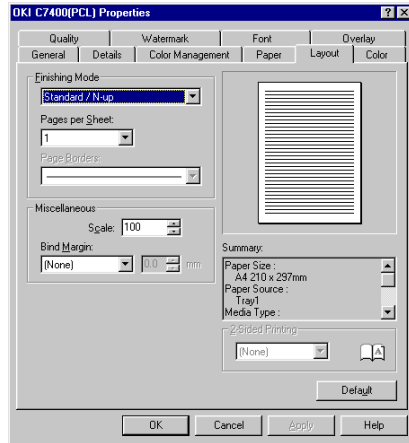 OKI C7400(PCL) Properties
Quality Watermark Font Overlay
General Details Color Management Paper Layout Color
Finishing Mode
Standard / N-up
Pages per Sheet:
1
Page Borders:
Miscellaneous
Scale: 100
Bind Margin:
(None) 0.0 mm
Summary:
Paper Size :
A4 210 x 297mm
Paper Source :
Tray1
Media Type :
2-Sided Printing
(None) A
Default
OK Cancel Apply Help